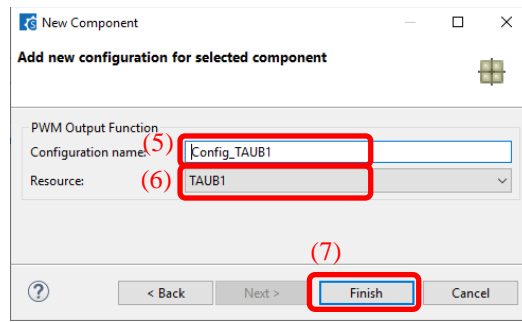 New Component
Add new configuration for selected component
PWM Output Function
Configuration name: (5) Config_TAUB1
Resource: (6) TAUB1
(7)
? < Back Next > Finish Cancel